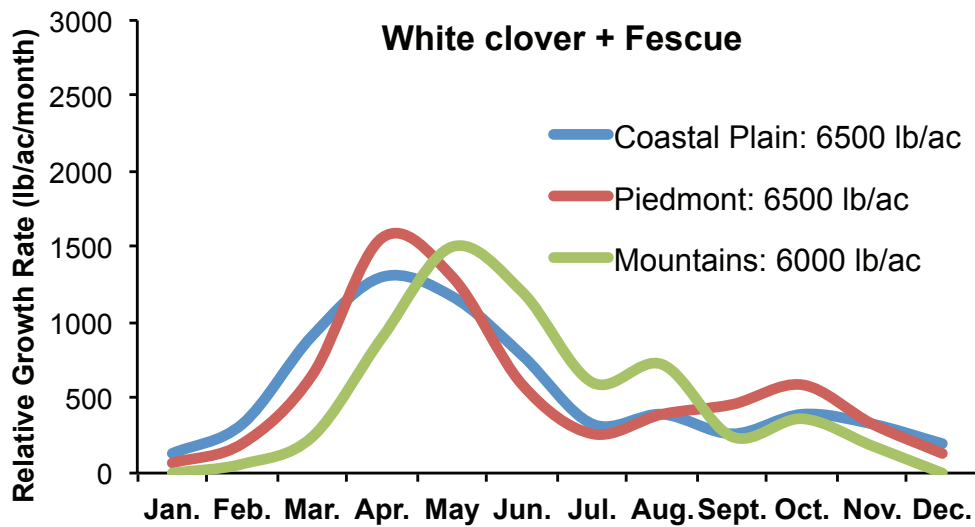 White clover + Fescue
Relative Growth Rate (lb/ac/month)
3000
2500
2000
1500
1000
500
0
Coastal Plain: 6500 lb/ac
Piedmont: 6500 lb/ac
Mountains: 6000 lb/ac
Jan. Feb. Mar. Apr. May Jun. Jul. Aug. Sept. Oct. Nov. Dec.